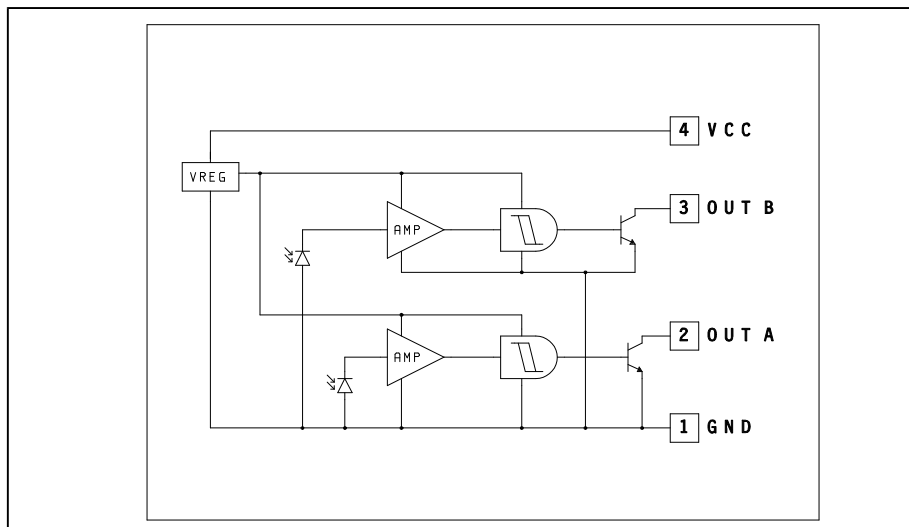 4 VCC
VREG
3 OUT B
AMP
2 OUT A
AMP
1 GND